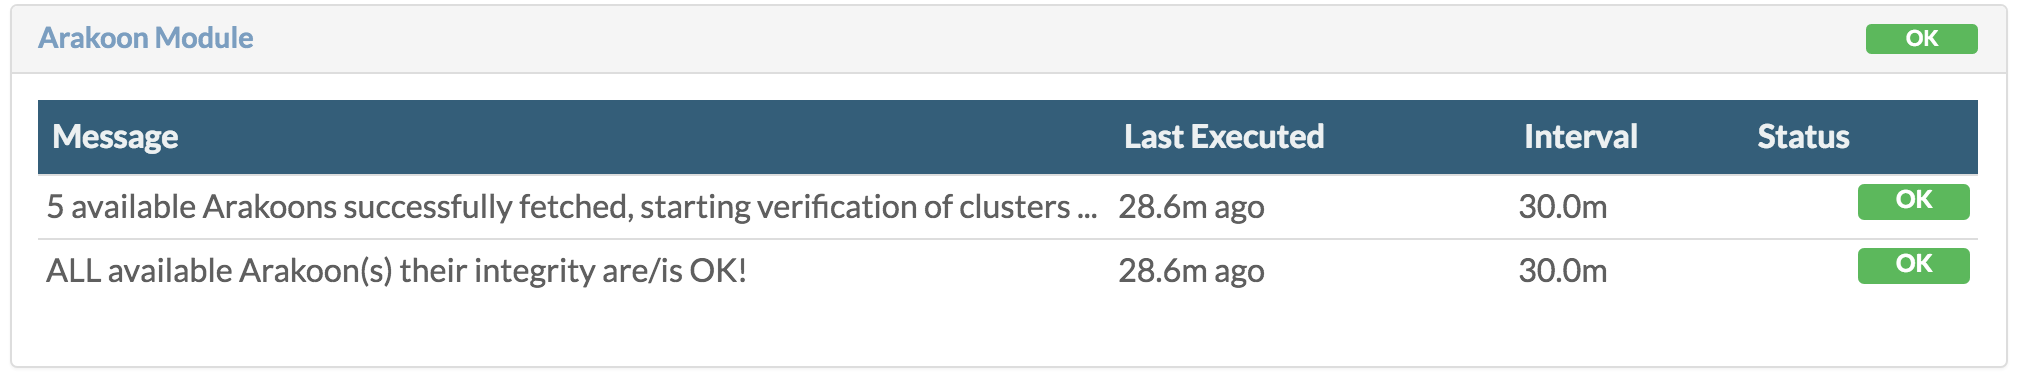 Arakoon Module OK
Message Last Executed Interval Status
5 available Arakoons successfully fetched, starting verification of clusters ... 28.6m ago 30.0m OK
ALL available Arakoon(s) their integrity are/is OK! 28.6m ago 30.0m OK